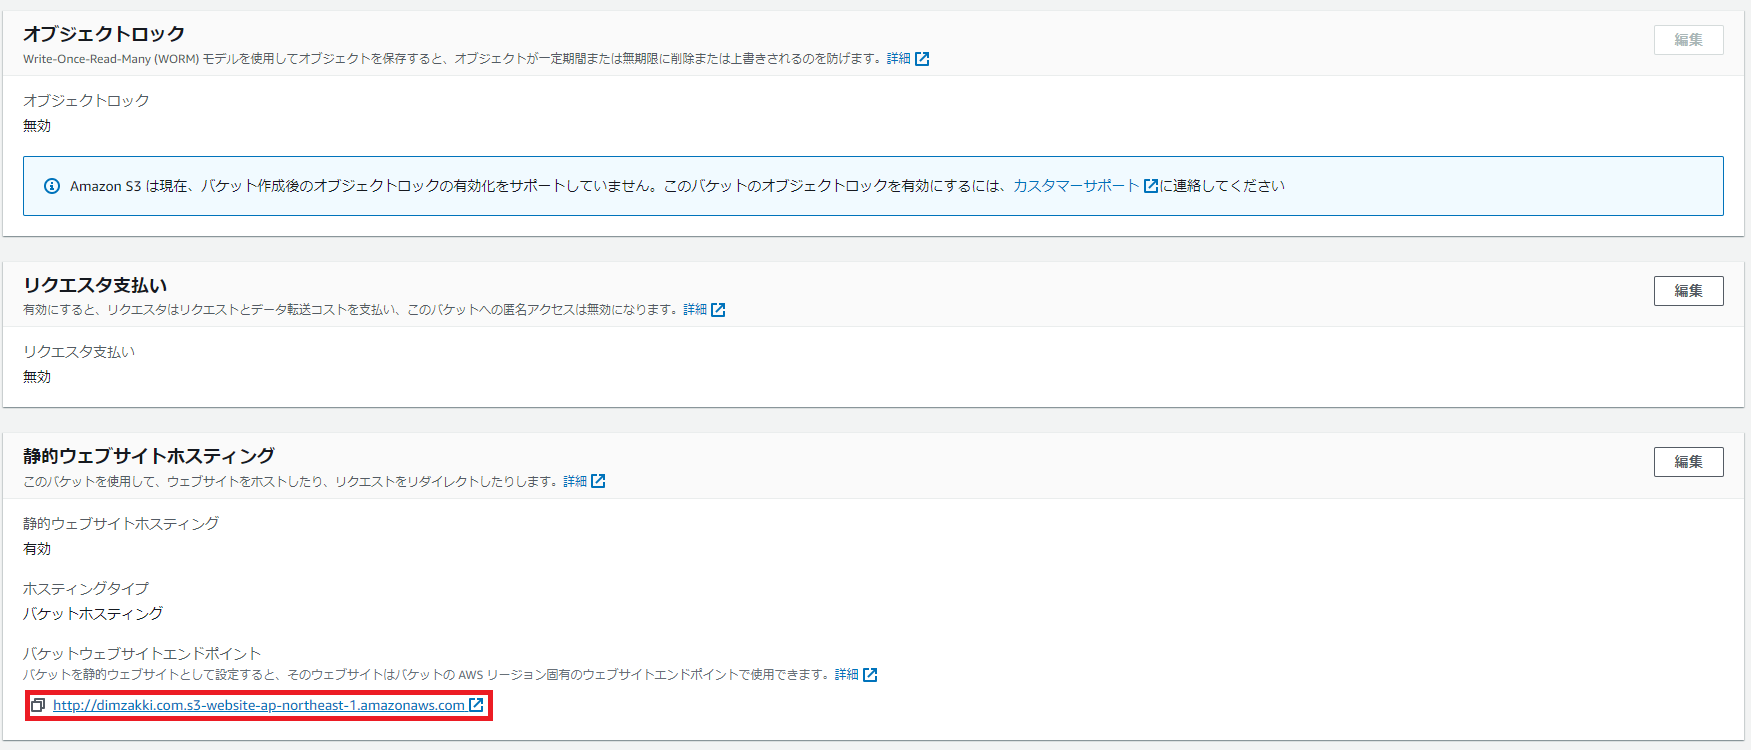 オブジェクトロック
編集
Write-Once-Read-Many (WORM) モデルを使用してオブジェクトを保存すると、オブジェクトが一定期間または無期限に削除または上書きされるのを防げます。詳細
オブジェクトロック
無効
Amazon S3 は現在、バケット作成後のオブジェクトロックの有効化をサポートしていません。このバケットのオブジェクトロックを有効にするには、カスタマーサポートに連絡してください
リクエスタ支払い
編集
有効にすると、リクエスタはリクエストとデータ転送コストを支払い、このバケットへの匿名アクセスは無効になります。詳細
リクエスタ支払い
無効
静的ウェブサイトホスティング
編集
このバケットを使用して、ウェブサイトをホストしたり、リクエストをリダイレクトしたりします。詳細
静的ウェブサイトホスティング
有効
ホスティングタイプ
バケットホスティング
バケットウェブサイトエンドポイント
バケットを静的ウェブサイトとして設定すると、そのウェブサイトはバケットの AWS リージョン固有のウェブサイトエンドポイントで使用できます。詳細
http://dimzakki.com.s3-website-ap-northeast-1.amazonaws.com